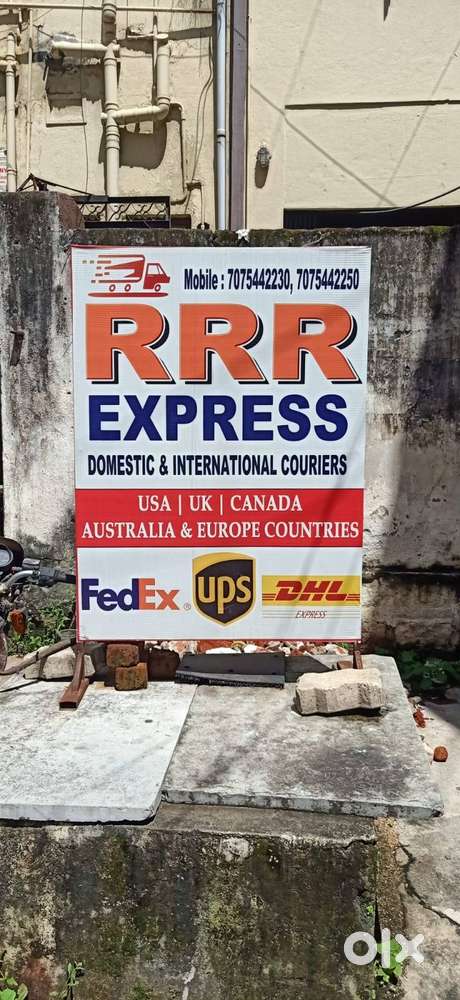 Mobile : 7075442230, 7075442250
RRR
EXPRESS
DOMESTIC & INTERNATIONAL COURIERS
USA | UK | CANADA
AUSTRALIA & EUROPE COUNTRIES
FedEx ® ups DHL
EXPRESS
olx